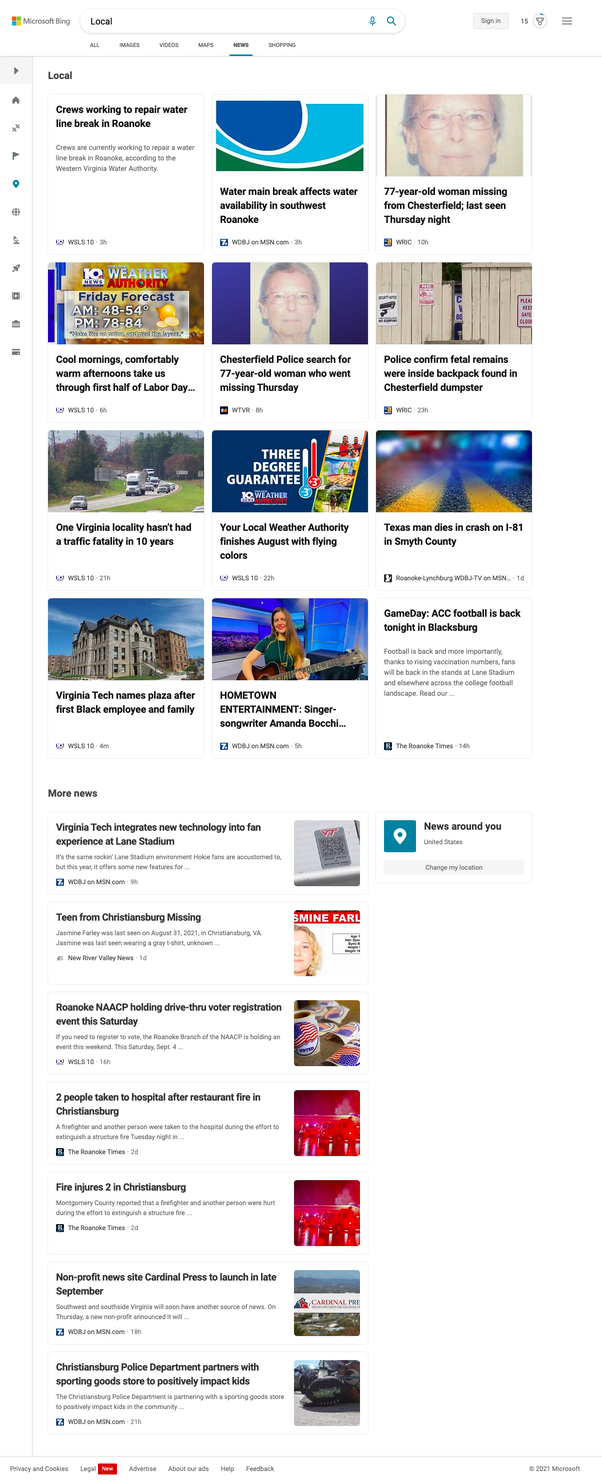 Microsoft Bing
Local
Sign in
15
ALL
IMAGES
VIDEOS
MAPS
NEWS
SHOPPING
Local
Crews working to repair water
line break in Roanoke
Crews are currently working to repair a water
line break in Roanoke, according to the
Western Virginia Water Authority.
WSLS 10 · 3h
Water main break affects water
availability in southwest
Roanoke
WDBJ on MSN.com · 3h
77-year-old woman missing
from Chesterfield; last seen
Thursday night
WRIC · 10h
10 NEWS WEATHER
AUTHORITY
Friday Forecast
AM: 48-54°
PM: 78-84
Cool mornings, comfortably
warm afternoons take us
through first half of Labor Day...
WSLS 10 · 6h
Chesterfield Police search for
77-year-old woman who went
missing Thursday
WTVR · 8h
PLEASE
KEEP
GATE
CLOSED
Police confirm fetal remains
were inside backpack found in
Chesterfield dumpster
WRIC · 23h
One Virginia locality hasn't had
a traffic fatality in 10 years
WSLS 10 · 21h
THREE
DEGREE
GUARANTEE
10 WEATHER
AUTHORITY
+3°
-3°
Your Local Weather Authority
finishes August with flying
colors
WSLS 10 · 22h
Texas man dies in crash on I-81
in Smyth County
Roanoke-Lynchburg WDBJ-TV on MSN... · 1d
Virginia Tech names plaza after
first Black employee and family
WSLS 10 · 4m
HOMETOWN
ENTERTAINMENT: Singer-
songwriter Amanda Bocchi...
WDBJ on MSN.com · 5h
GameDay: ACC football is back
tonight in Blacksburg
Football is back and more importantly,
thanks to rising vaccination numbers, fans
will be back in the stands at Lane Stadium
and elsewhere across the college football
landscape. Read our ...
The Roanoke Times · 14h
More news
Virginia Tech integrates new technology into fan
experience at Lane Stadium
It's the same rockin' Lane Stadium environment Hokie fans are accustomed to,
but this year, it offers some new features for ...
WDBJ on MSN.com · 9h
News around you
United States
Change my location
Teen from Christiansburg Missing
Jasmine Farley was last seen on August 31, 2021, in Christiansburg, VA.
Jasmine was last seen wearing a gray t-shirt, unknown ...
New River Valley News · 1d
SMINE FARL
Roanoke NAACP holding drive-thru voter registration
event this Saturday
If you need to register to vote, the Roanoke Branch of the NAACP is holding an
event this weekend. This Saturday, Sept. 4 ...
WSLS 10 · 16h
VOTED
2 people taken to hospital after restaurant fire in
Christiansburg
A firefighter and another person were taken to the hospital during the effort to
extinguish a structure fire Tuesday night in ...
The Roanoke Times · 2d
Fire injures 2 in Christiansburg
Montgomery County reported that a firefighter and another person were hurt
during the effort to extinguish a structure fire ...
The Roanoke Times · 2d
Non-profit news site Cardinal Press to launch in late
September
Southwest and southside Virginia will soon have another source of news. On
Thursday, a new non-profit announced it will ...
WDBJ on MSN.com · 18h
CARDINAL PRE
Christiansburg Police Department partners with
sporting goods store to positively impact kids
The Christiansburg Police Department is partnering with a sporting goods store
to positively impact kids in the community ...
WDBJ on MSN.com · 21h
Privacy and Cookies
Legal
New
Advertise
About our ads
Help
Feedback
© 2021 Microsoft